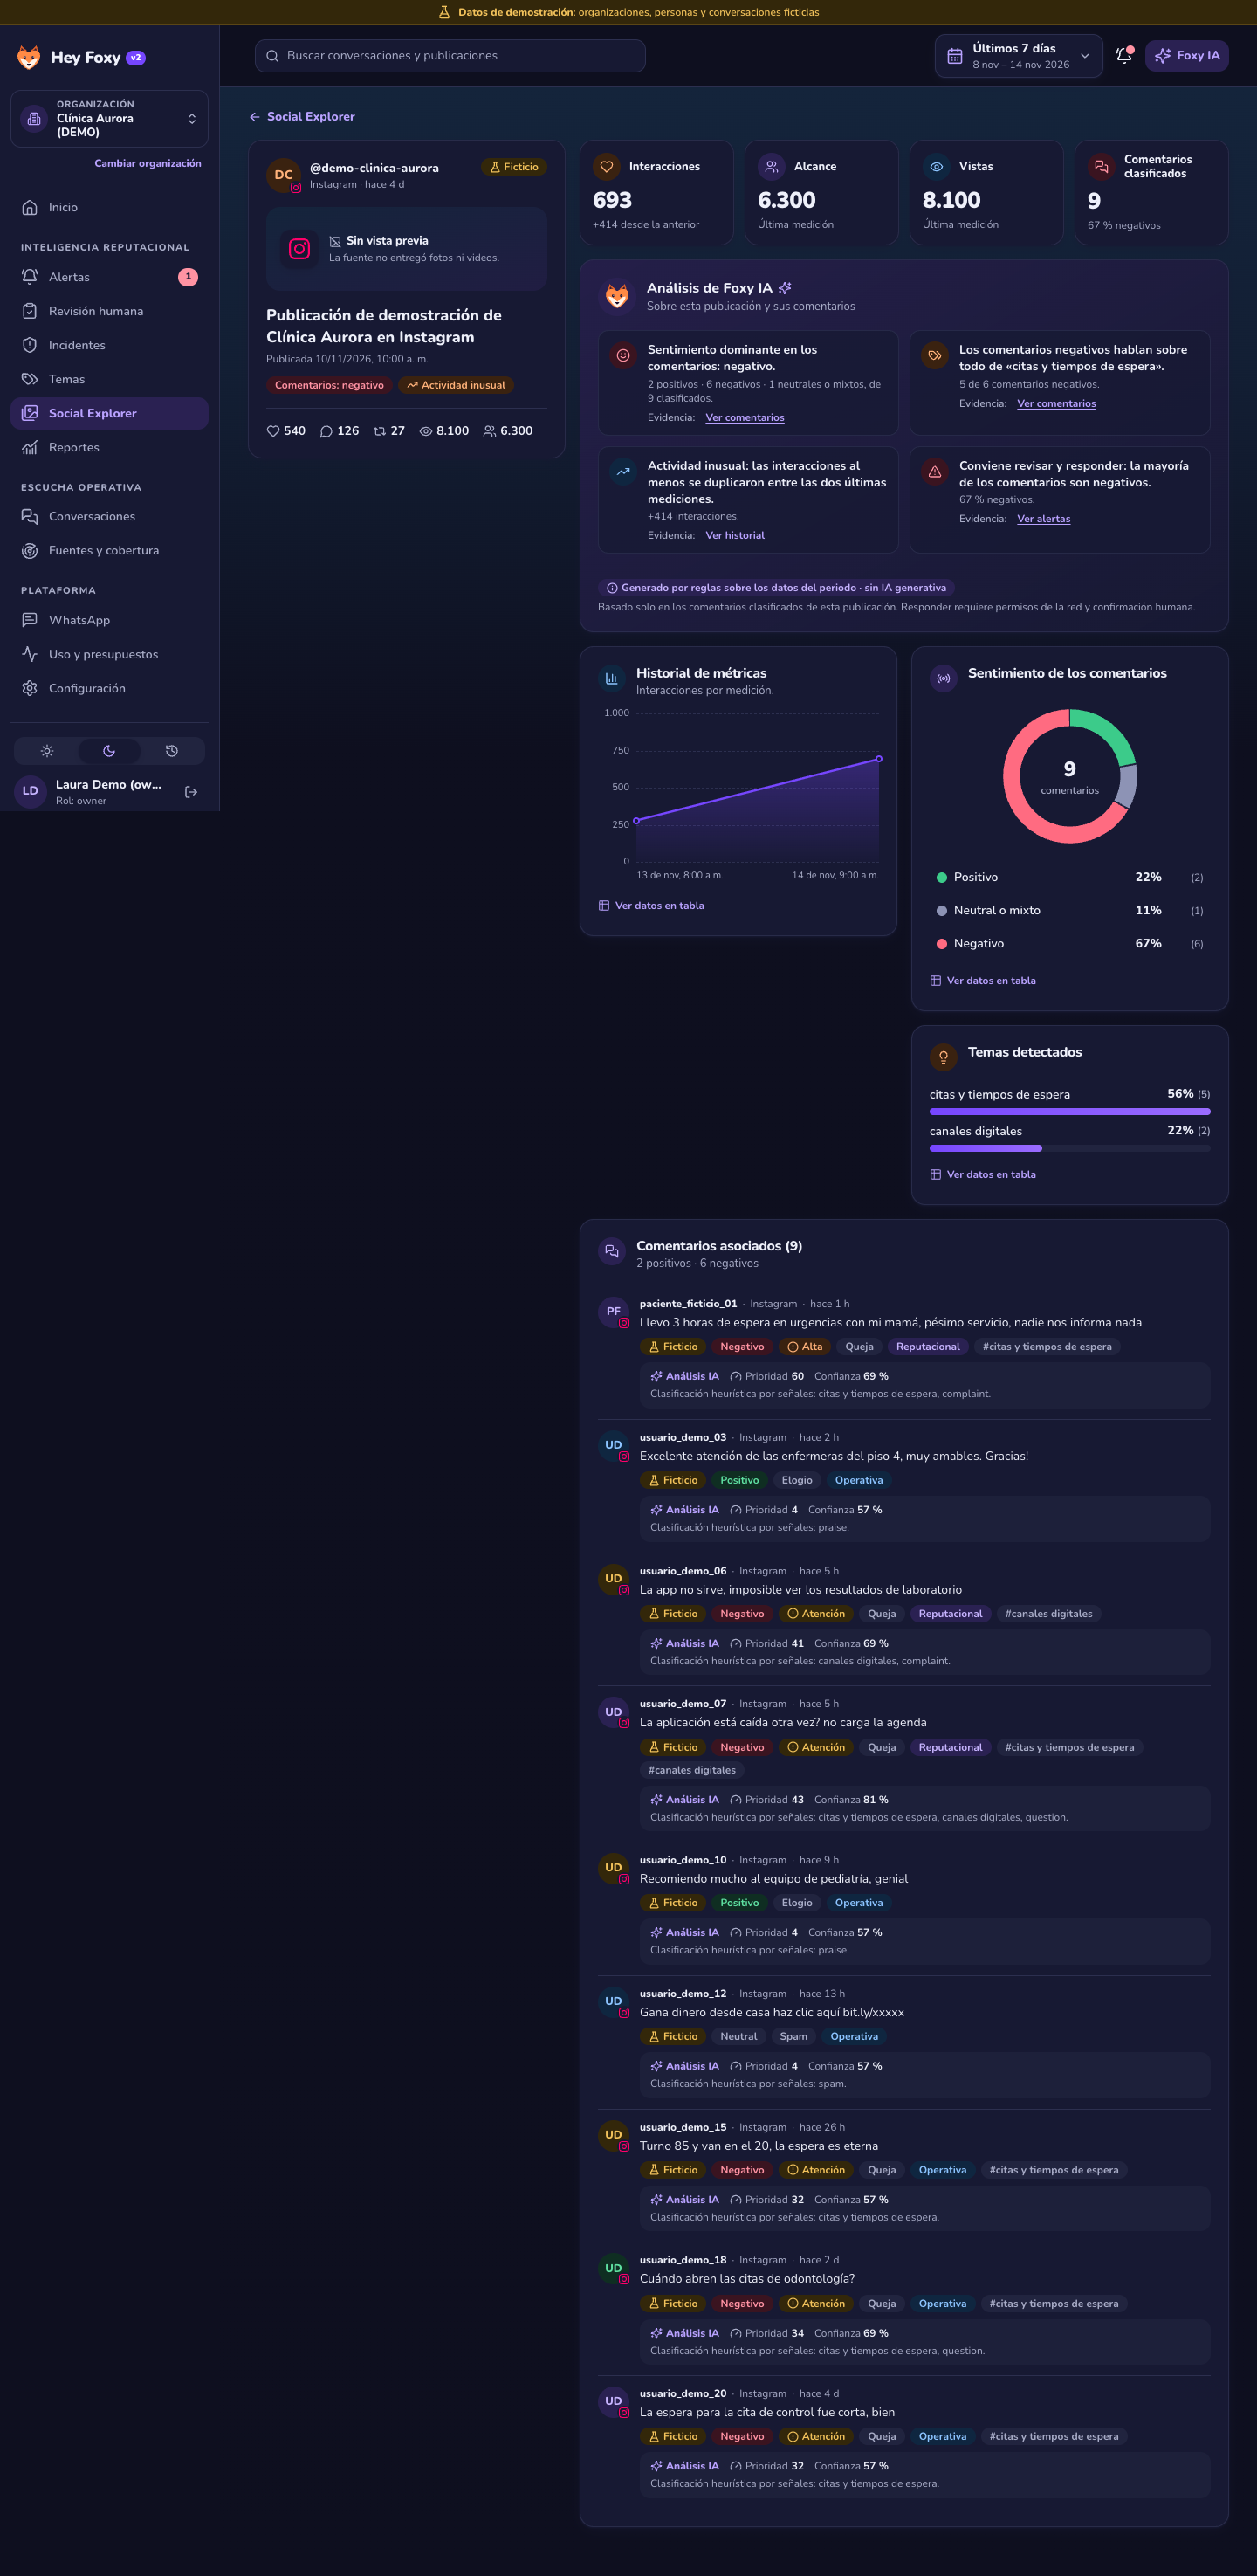 Datos de demostración: organizaciones, personas y conversaciones ficticias
Hey Foxy v2
ORGANIZACIÓN
Clínica Aurora
(DEMO)
Cambiar organización
Inicio
INTELIGENCIA REPUTACIONAL
Alertas 1
Revisión humana
Incidentes
Temas
Social Explorer
Reportes
ESCUCHA OPERATIVA
Conversaciones
Fuentes y cobertura
PLATAFORMA
WhatsApp
Uso y presupuestos
Configuración
LD
Laura Demo (ow...
Rol: owner
Buscar conversaciones y publicaciones
Últimos 7 días
8 nov – 14 nov 2026
Foxy IA
Social Explorer
DC
@demo-clinica-aurora
Instagram · hace 4 d
Ficticio
Sin vista previa
La fuente no entregó fotos ni videos.
Publicación de demostración de
Clínica Aurora en Instagram
Publicada 10/11/2026, 10:00 a. m.
Comentarios: negativo
Actividad inusual
540 126 27 8.100 6.300
Interacciones
693
+414 desde la anterior
Alcance
6.300
Última medición
Vistas
8.100
Última medición
Comentarios
clasificados
9
67 % negativos
Análisis de Foxy IA
Sobre esta publicación y sus comentarios
Sentimiento dominante en los
comentarios: negativo.
2 positivos · 6 negativos · 1 neutrales o mixtos, de
9 clasificados.
Evidencia: Ver comentarios
Los comentarios negativos hablan sobre
todo de «citas y tiempos de espera».
5 de 6 comentarios negativos.
Evidencia: Ver comentarios
Actividad inusual: las interacciones al
menos se duplicaron entre las dos últimas
mediciones.
+414 interacciones.
Evidencia: Ver historial
Conviene revisar y responder: la mayoría
de los comentarios son negativos.
67 % negativos.
Evidencia: Ver alertas
Generado por reglas sobre los datos del periodo · sin IA generativa
Basado solo en los comentarios clasificados de esta publicación. Responder requiere permisos de la red y confirmación humana.
Historial de métricas
Interacciones por medición.
1.000
750
500
250
0
13 de nov, 8:00 a m.
14 de nov, 9:00 a m.
Ver datos en tabla
Sentimiento de los comentarios
9
comentarios
Positivo 22% (2)
Neutral o mixto 11% (1)
Negativo 67% (6)
Ver datos en tabla
Temas detectados
citas y tiempos de espera 56% (5)
canales digitales 22% (2)
Ver datos en tabla
Comentarios asociados (9)
2 positivos · 6 negativos
PF
paciente_ficticio_01 · Instagram · hace 1 h
Llevo 3 horas de espera en urgencias con mi mamá, pésimo servicio, nadie nos informa nada
Ficticio Negativo Alta Queja Reputacional #citas y tiempos de espera
Análisis IA Prioridad 60 Confianza 69 %
Clasificación heurística por señales: citas y tiempos de espera, complaint.
UD
usuario_demo_03 · Instagram · hace 2 h
Excelente atención de las enfermeras del piso 4, muy amables. Gracias!
Ficticio Positivo Elogio Operativa
Análisis IA Prioridad 4 Confianza 57 %
Clasificación heurística por señales: praise.
UD
usuario_demo_06 · Instagram · hace 5 h
La app no sirve, imposible ver los resultados de laboratorio
Ficticio Negativo Atención Queja Reputacional #canales digitales
Análisis IA Prioridad 41 Confianza 69 %
Clasificación heurística por señales: canales digitales, complaint.
UD
usuario_demo_07 · Instagram · hace 5 h
La aplicación está caída otra vez? no carga la agenda
Ficticio Negativo Atención Queja Reputacional #citas y tiempos de espera
#canales digitales
Análisis IA Prioridad 43 Confianza 81 %
Clasificación heurística por señales: citas y tiempos de espera, canales digitales, question.
UD
usuario_demo_10 · Instagram · hace 9 h
Recomiendo mucho al equipo de pediatría, genial
Ficticio Positivo Elogio Operativa
Análisis IA Prioridad 4 Confianza 57 %
Clasificación heurística por señales: praise.
UD
usuario_demo_12 · Instagram · hace 13 h
Gana dinero desde casa haz clic aquí bit.ly/xxxxx
Ficticio Neutral Spam Operativa
Análisis IA Prioridad 4 Confianza 57 %
Clasificación heurística por señales: spam.
UD
usuario_demo_15 · Instagram · hace 26 h
Turno 85 y van en el 20, la espera es eterna
Ficticio Negativo Atención Queja Operativa #citas y tiempos de espera
Análisis IA Prioridad 32 Confianza 57 %
Clasificación heurística por señales: citas y tiempos de espera.
UD
usuario_demo_18 · Instagram · hace 2 d
Cuándo abren las citas de odontología?
Ficticio Negativo Atención Queja Operativa #citas y tiempos de espera
Análisis IA Prioridad 34 Confianza 69 %
Clasificación heurística por señales: citas y tiempos de espera, question.
UD
usuario_demo_20 · Instagram · hace 4 d
La espera para la cita de control fue corta, bien
Ficticio Negativo Atención Queja Operativa #citas y tiempos de espera
Análisis IA Prioridad 32 Confianza 57 %
Clasificación heurística por señales: citas y tiempos de espera.